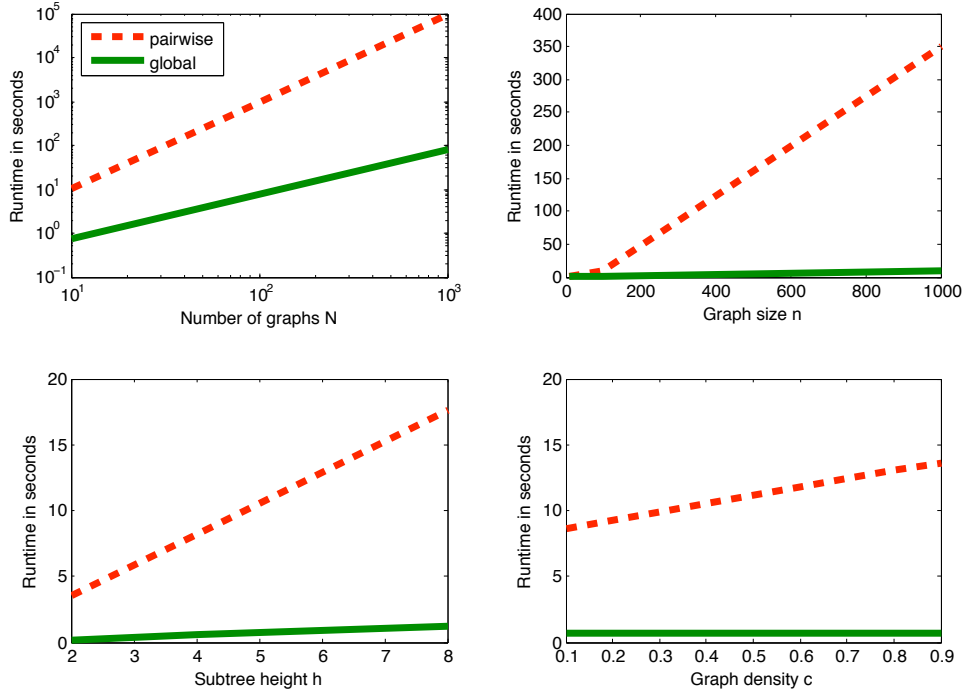 pairwise
global
Runtime in seconds
10^5
10^4
10^3
10^2
10^1
10^0
10^−1
10^1 10^2 10^3
Number of graphs N
Runtime in seconds
400
350
300
250
200
150
100
50
0
0 200 400 600 800 1000
Graph size n
Runtime in seconds
20
15
10
5
0
2 3 4 5 6 7 8
Subtree height h
Runtime in seconds
20
15
10
5
0
0.1 0.2 0.3 0.4 0.5 0.6 0.7 0.8 0.9
Graph density c